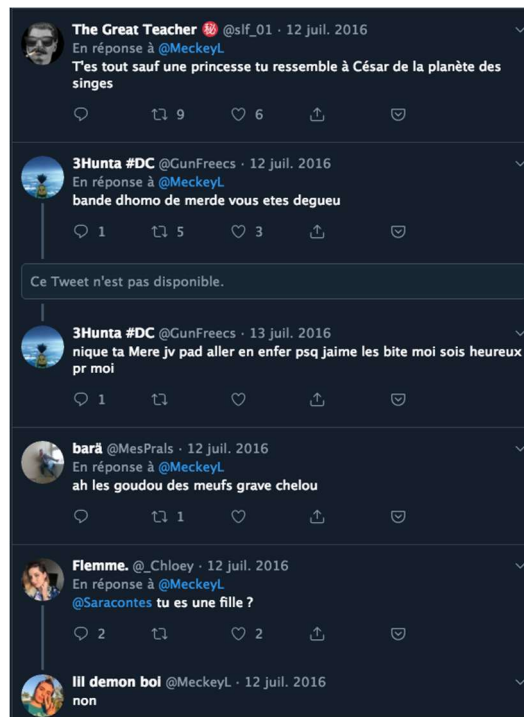 The Great Teacher ㊙ @slf_01 · 12 juil. 2016
En réponse à @MeckeyL
T'es tout sauf une princesse tu ressemble à César de la planète des
singes
9 6
3Hunta #DC @GunFreecs · 12 juil. 2016
En réponse à @MeckeyL
bande dhomo de merde vous etes degueu
1 5 3
Ce Tweet n'est pas disponible.
3Hunta #DC @GunFreecs · 13 juil. 2016
nique ta Mere jv pad aller en enfer psq jaime les bite moi sois heureux
pr moi
1
barä @MesPrals · 12 juil. 2016
En réponse à @MeckeyL
ah les goudou des meufs grave chelou
1
Flemme. @_Chloey · 12 juil. 2016
En réponse à @MeckeyL
@Saracontes tu es une fille ?
2 2
lil demon boi @MeckeyL · 12 juil. 2016
non